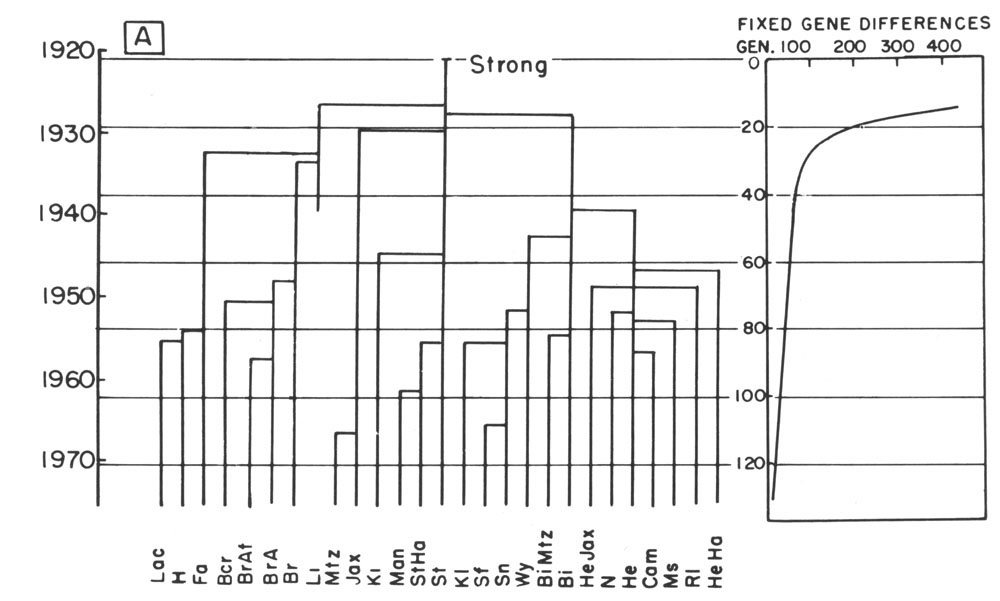 A
FIXED GENE DIFFERENCES
GEN. 100 200 300 400
1920
Strong
0
1930
20
1940
40
1950
60
80
1960
100
1970
120
Lac
H
Fa
Bcr
BrAf
BrA
Br
Li
Mtz
Jax
Ki
Man
StHa
St
Kl
Sf
Sn
Wy
BiMtz
Bi
HeJax
N
He
Cam
Ms
Rl
HeHa